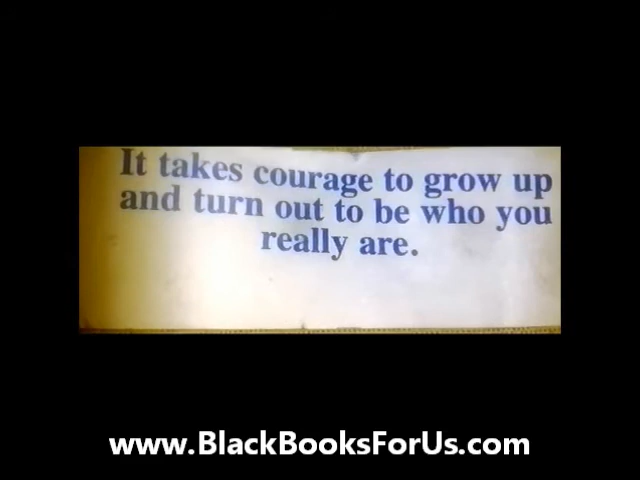 It takes courage to grow up
and turn out to be who you
really are.
www.BlackBooksForUs.com